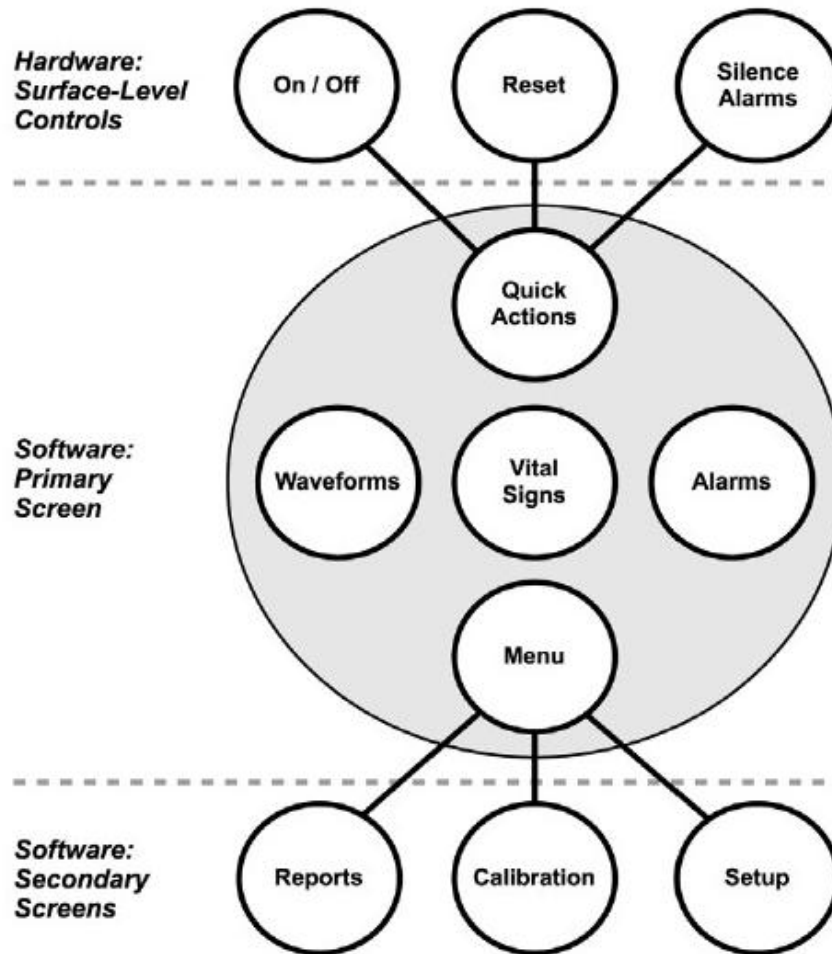 Hardware:
Surface-Level
Controls
On / Off
Reset
Silence
Alarms
Quick
Actions
Software:
Primary
Screen
Waveforms
Vital
Signs
Alarms
Menu
Software:
Secondary
Screens
Reports
Calibration
Setup